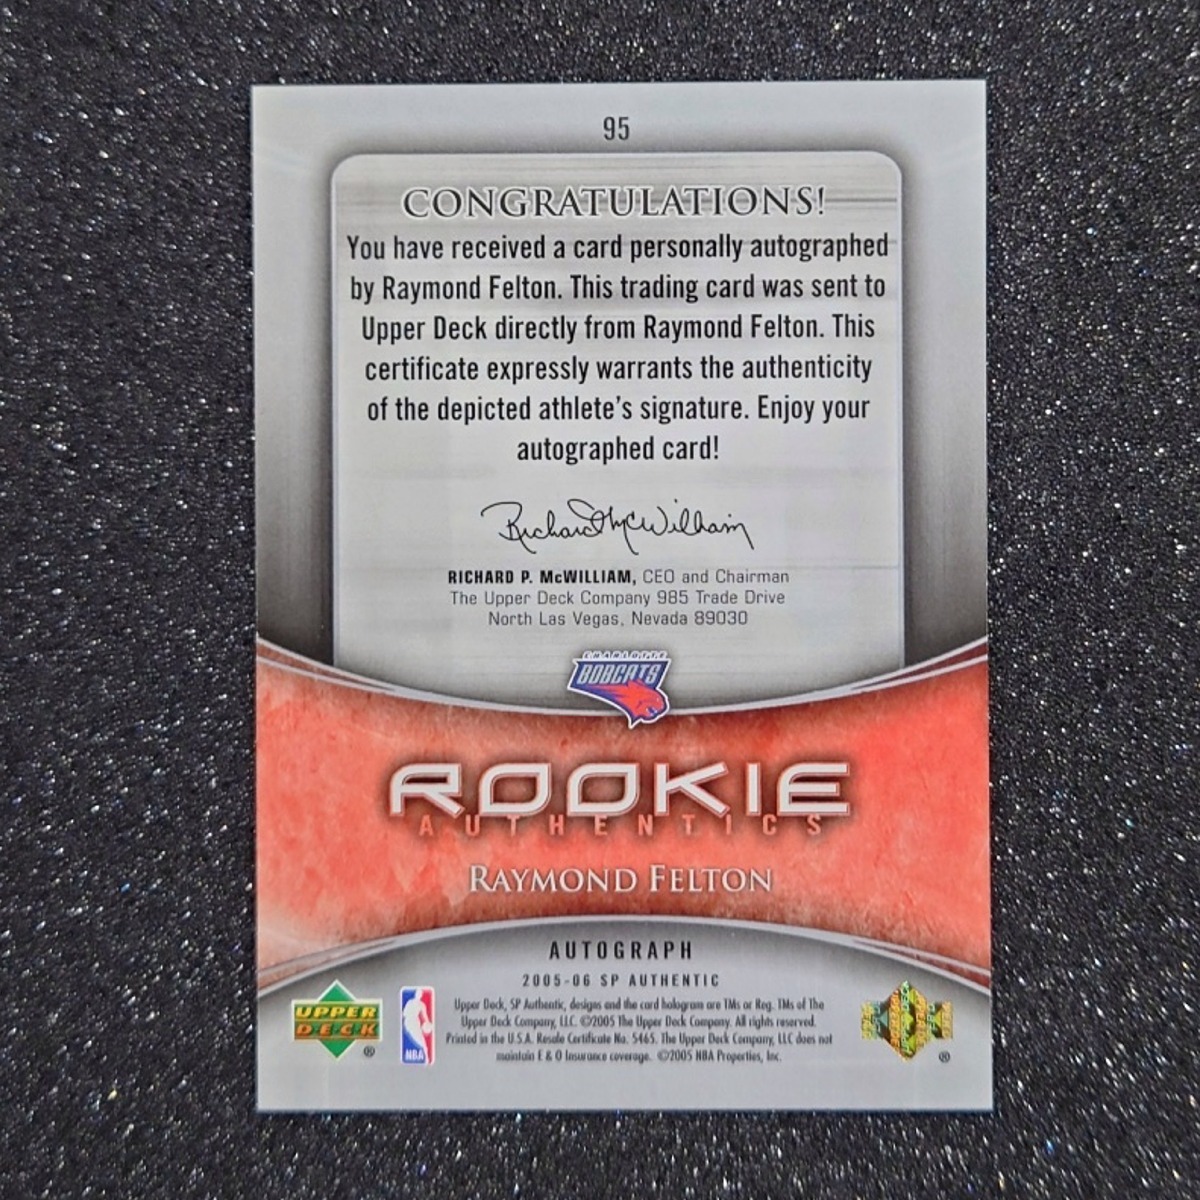 95
CONGRATULATIONS!
You have received a card personally autographed
by Raymond Felton. This trading card was sent to
Upper Deck directly from Raymond Felton. This
certificate expressly warrants the authenticity
of the depicted athlete's signature. Enjoy your
autographed card!
Richard McWilliam
RICHARD P. McWILLIAM, CEO and Chairman
The Upper Deck Company 985 Trade Drive
North Las Vegas, Nevada 89030
CHARLOTTE
BOBCATS
ROOKIE
AUTHENTICS
RAYMOND FELTON
AUTOGRAPH
2005-06 SP AUTHENTIC
UPPER
DECK
®
NBA
Upper Deck, SP Authentic, designs and the card hologram are TMs or Reg. TMs of The
Upper Deck Company, LLC. ©2005 The Upper Deck Company. All rights reserved.
Printed in the U.S.A. Resale Certificate No. 5465. The Upper Deck Company, LLC does not
maintain E & O Insurance coverage. ©2005 NBA Properties, Inc.
®